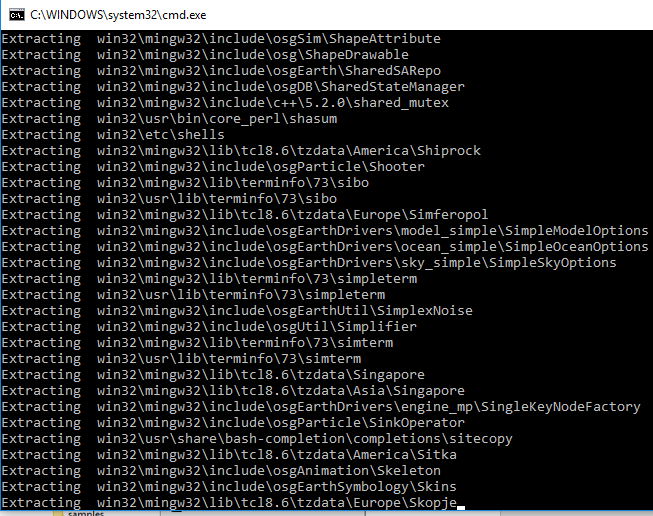 C:\WINDOWS\system32\cmd.exe
Extracting  win32\mingw32\include\osgSim\ShapeAttribute
Extracting  win32\mingw32\include\osg\ShapeDrawable
Extracting  win32\mingw32\include\osgEarth\SharedSARepo
Extracting  win32\mingw32\include\osgDB\SharedStateManager
Extracting  win32\mingw32\include\c++\5.2.0\shared_mutex
Extracting  win32\usr\bin\core_perl\shasum
Extracting  win32\etc\shells
Extracting  win32\mingw32\lib\tcl8.6\tzdata\America\Shiprock
Extracting  win32\mingw32\include\osgParticle\Shooter
Extracting  win32\mingw32\lib\terminfo\73\sibo
Extracting  win32\usr\lib\terminfo\73\sibo
Extracting  win32\mingw32\lib\tcl8.6\tzdata\Europe\Simferopol
Extracting  win32\mingw32\include\osgEarthDrivers\model_simple\SimpleModelOptions
Extracting  win32\mingw32\include\osgEarthDrivers\ocean_simple\SimpleOceanOptions
Extracting  win32\mingw32\include\osgEarthDrivers\sky_simple\SimpleSkyOptions
Extracting  win32\mingw32\lib\terminfo\73\simpleterm
Extracting  win32\usr\lib\terminfo\73\simpleterm
Extracting  win32\mingw32\include\osgEarthUtil\SimplexNoise
Extracting  win32\mingw32\include\osgUtil\Simplifier
Extracting  win32\mingw32\lib\terminfo\73\simterm
Extracting  win32\usr\lib\terminfo\73\simterm
Extracting  win32\mingw32\lib\tcl8.6\tzdata\Singapore
Extracting  win32\mingw32\lib\tcl8.6\tzdata\Asia\Singapore
Extracting  win32\mingw32\include\osgEarthDrivers\engine_mp\SingleKeyNodeFactory
Extracting  win32\mingw32\include\osgParticle\SinkOperator
Extracting  win32\usr\share\bash-completion\completions\sitecopy
Extracting  win32\mingw32\lib\tcl8.6\tzdata\America\Sitka
Extracting  win32\mingw32\include\osgAnimation\Skeleton
Extracting  win32\mingw32\include\osgEarthSymbology\Skins
Extracting  win32\mingw32\lib\tcl8.6\tzdata\Europe\Skopje
samples